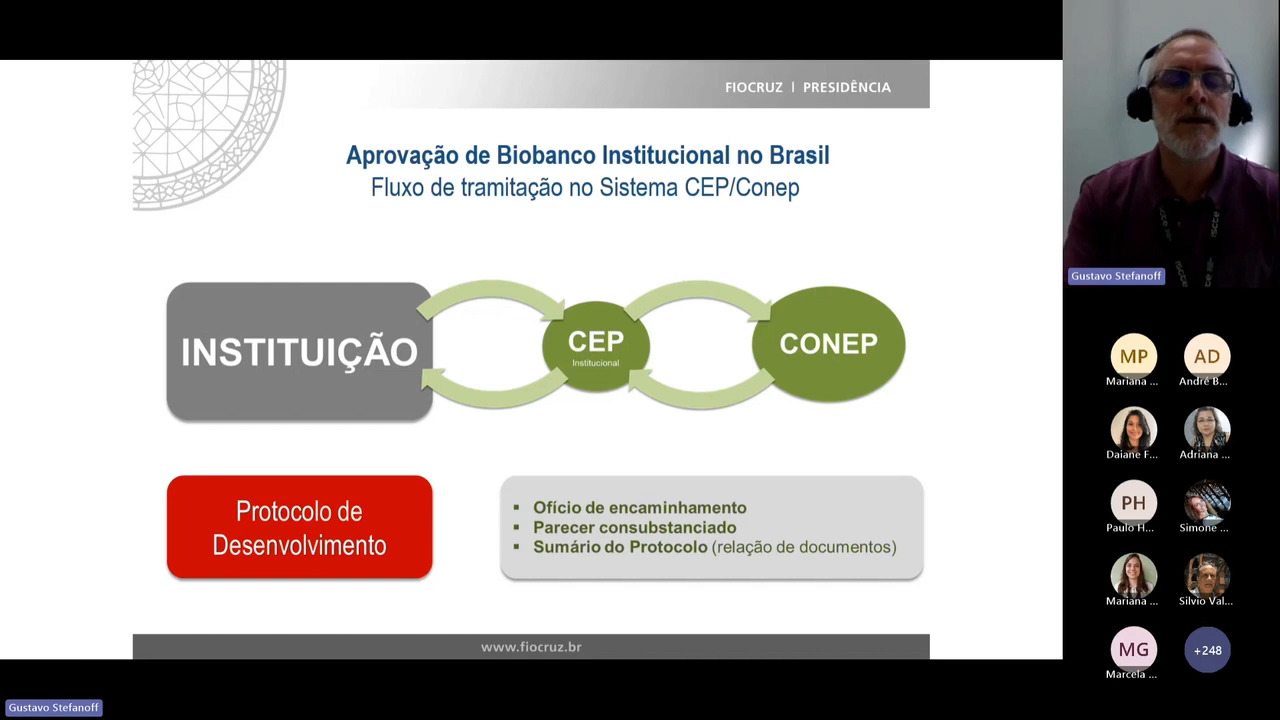 FIOCRUZ | PRESIDÊNCIA
Aprovação de Biobanco Institucional no Brasil
Fluxo de tramitação no Sistema CEP/Conep
INSTITUIÇÃO
CEP
Institucional
CONEP
Protocolo de
Desenvolvimento
▪ Ofício de encaminhamento
▪ Parecer consubstanciado
▪ Sumário do Protocolo (relação de documentos)
www.fiocruz.br
Gustavo Stefanoff
Gustavo Stefanoff
MP
Mariana ...
AD
André B...
Daiane F...
Adriana ...
PH
Paulo H...
Simone ...
Mariana ...
Silvio Val...
MG
Marcela ...
+248